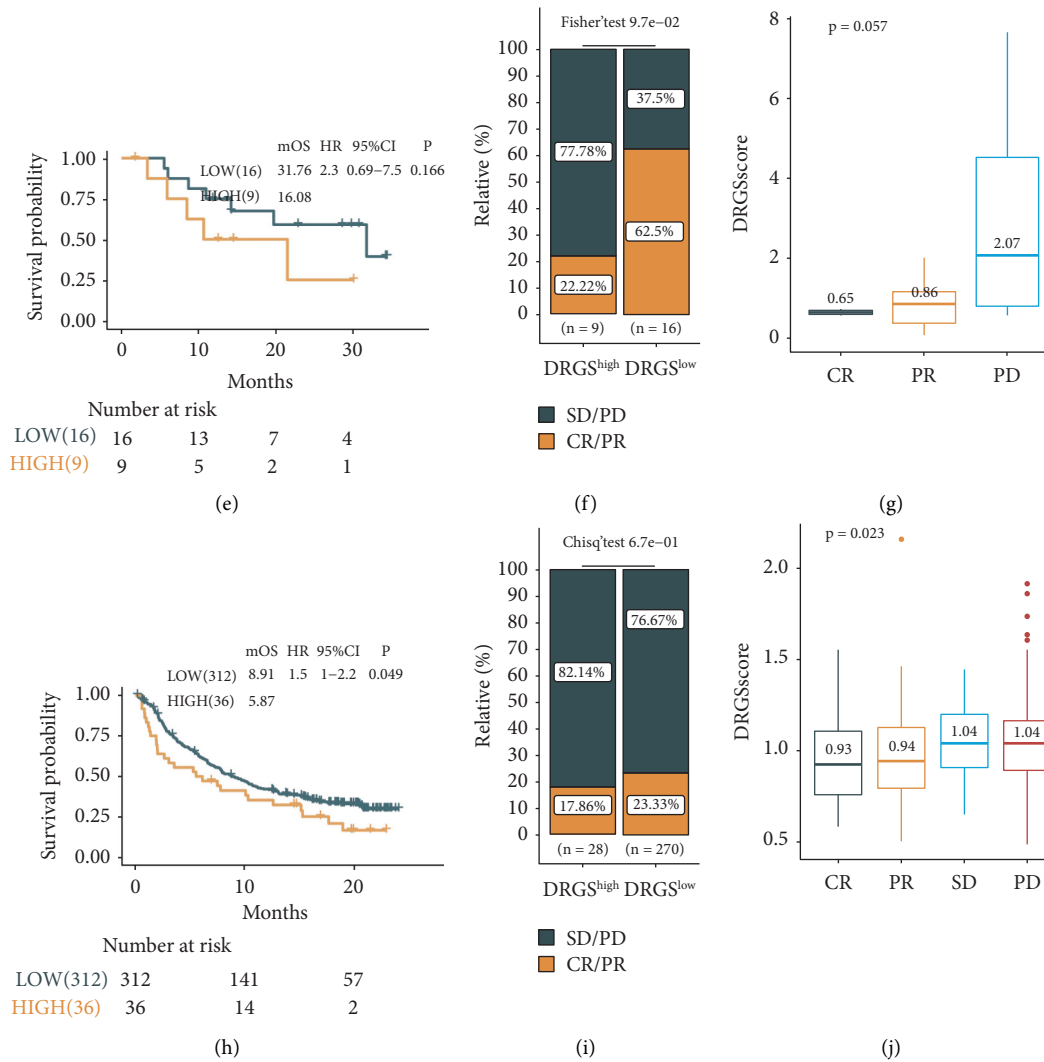 mOS HR 95%CI P
LOW(16) 31.76 2.3 0.69−7.5 0.166
HIGH(9) 16.08
Survival probability
1.00
0.75
0.50
0.25
0.00
0 10 20 30
Months
Number at risk
LOW(16) 16 13 7 4
HIGH(9) 9 5 2 1
(e)
Fisher'test 9.7e−02
Relative (%)
100
90
80
70
60
50
40
30
20
10
0
77.78%
22.22%
37.5%
62.5%
(n = 9) (n = 16)
DRGShigh DRGSlow
SD/PD
CR/PR
(f)
p = 0.057
DRGSscore
8
6
4
2
0
0.65
0.86
2.07
CR PR PD
(g)
mOS HR 95%CI P
LOW(312) 8.91 1.5 1−2.2 0.049
HIGH(36) 5.87
Survival probability
1.00
0.75
0.50
0.25
0.00
0 10 20
Months
Number at risk
LOW(312) 312 141 57
HIGH(36) 36 14 2
(h)
Chisq'test 6.7e−01
Relative (%)
100
90
80
70
60
50
40
30
20
10
0
82.14%
17.86%
76.67%
23.33%
(n = 28) (n = 270)
DRGShigh DRGSlow
SD/PD
CR/PR
(i)
p = 0.023
DRGSscore
2.0
1.5
1.0
0.5
0.93
0.94
1.04
1.04
CR PR SD PD
(j)